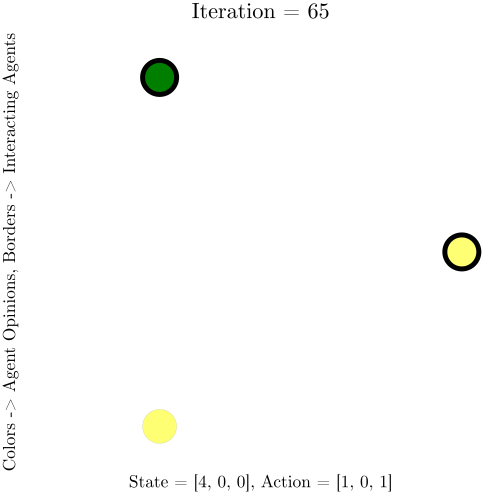 Iteration = 65
Colors -> Agent Opinions, Borders -> Interacting Agents
State = [4, 0, 0], Action = [1, 0, 1]